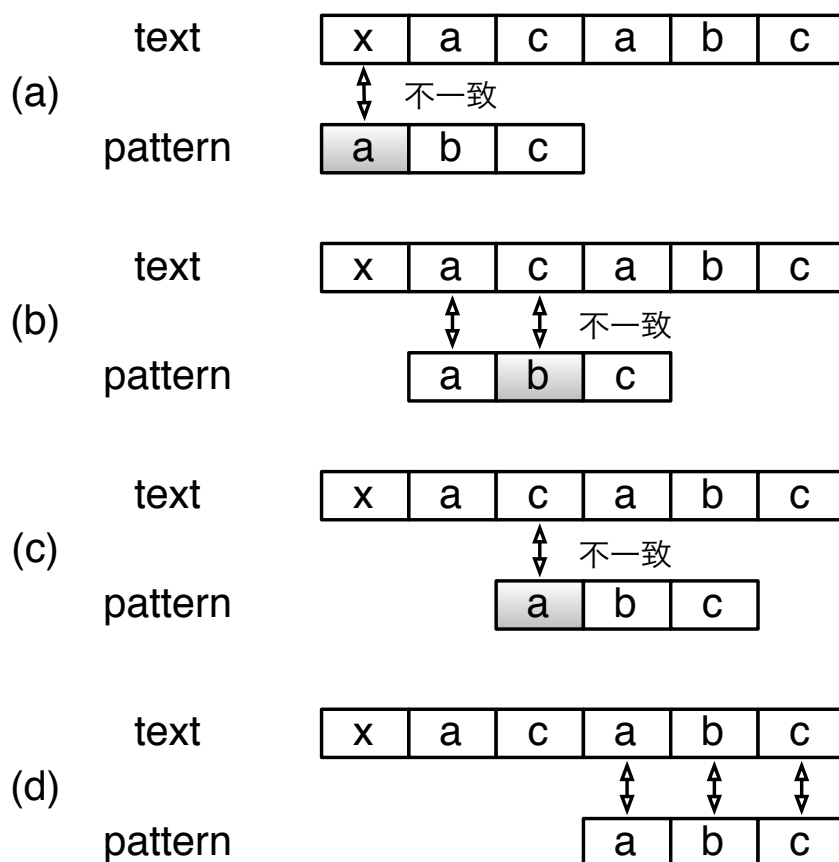 text x a c a b c
(a) 不一致
pattern a b c
text x a c a b c
(b) 不一致
pattern a b c
text x a c a b c
(c) 不一致
pattern a b c
text x a c a b c
(d)
pattern a b c